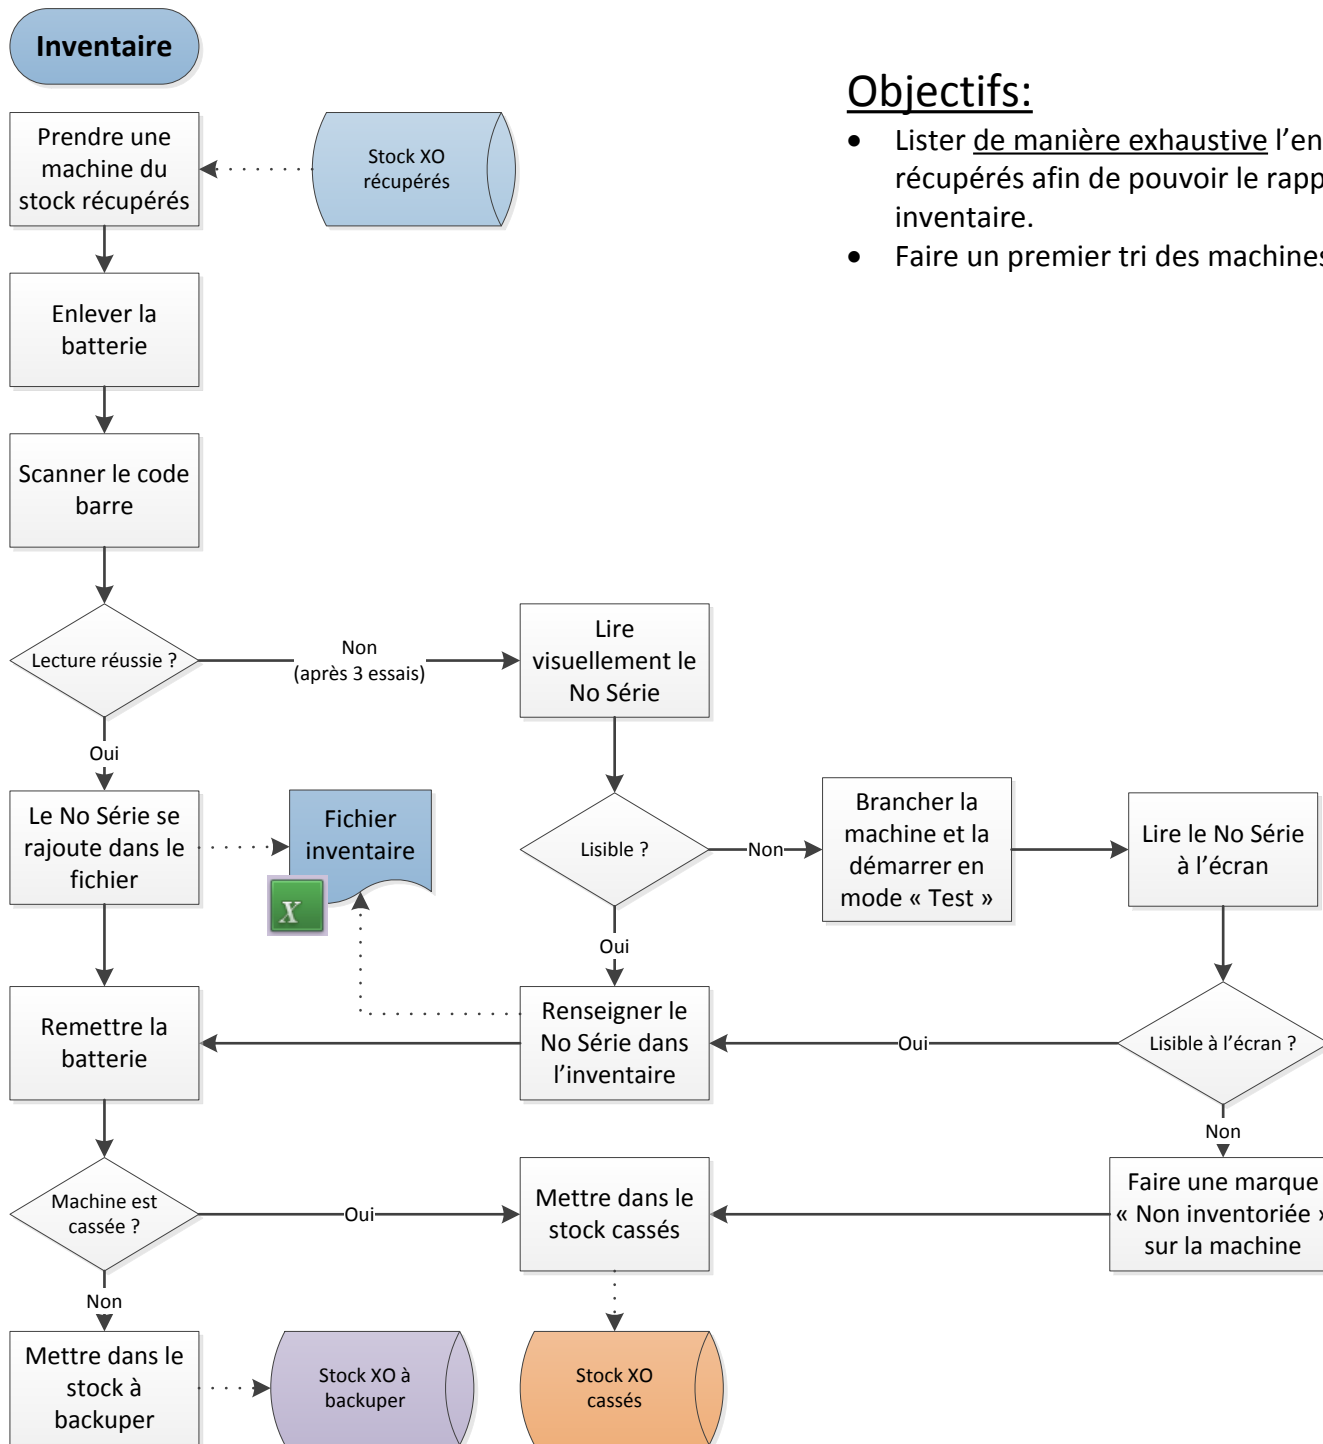 Inventaire
Objectifs:
• Lister de manière exhaustive l’en
récupérés afin de pouvoir le rapp
inventaire.
• Faire un premier tri des machines
Prendre une
machine du
stock récupérés
Stock XO
récupérés
Enlever la
batterie
Scanner le code
barre
Lecture réussie ?
Non
(après 3 essais)
Lire
visuellement le
No Série
Oui
Le No Série se
rajoute dans le
fichier
Fichier
inventaire
X
Lisible ?
Non
Brancher la
machine et la
démarrer en
mode « Test »
Lire le No Série
à l’écran
Oui
Remettre la
batterie
Renseigner le
No Série dans
l’inventaire
Oui
Lisible à l’écran ?
Non
Machine est
cassée ?
Oui
Mettre dans le
stock cassés
Faire une marque
« Non inventoriée »
sur la machine
Non
Mettre dans le
stock à
backuper
Stock XO à
backuper
Stock XO
cassés